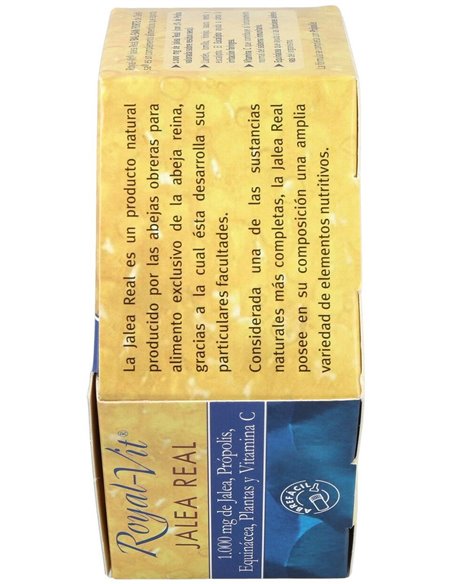 Royal-Vit®
JALEA REAL
1.000 mg de Jalea, Própolis,
Equinácea, Plantas y Vitamina C
ABREFÁCIL
La Jalea Real es un producto natural
producido por las abejas obreras para
alimento exclusivo de la abeja reina,
gracias a la cual ésta desarrolla sus
particulares facultades.
Considerada una de las sustancias
naturales más completas, la Jalea Real
posee en su composición una amplia
variedad de elementos nutritivos.